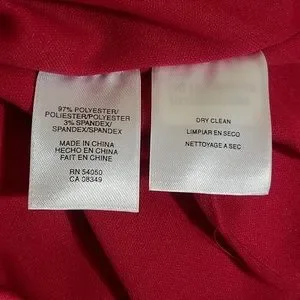 97% POLYESTER/
POLIESTER/POLYESTER
3% SPANDEX/
SPANDEX/SPANDEX
MADE IN CHINA
HECHO EN CHINA
FAIT EN CHINE
RN 54050
CA 08349
DRY CLEAN
LIMPIAR EN SECO
NETTOYAGE A SEC